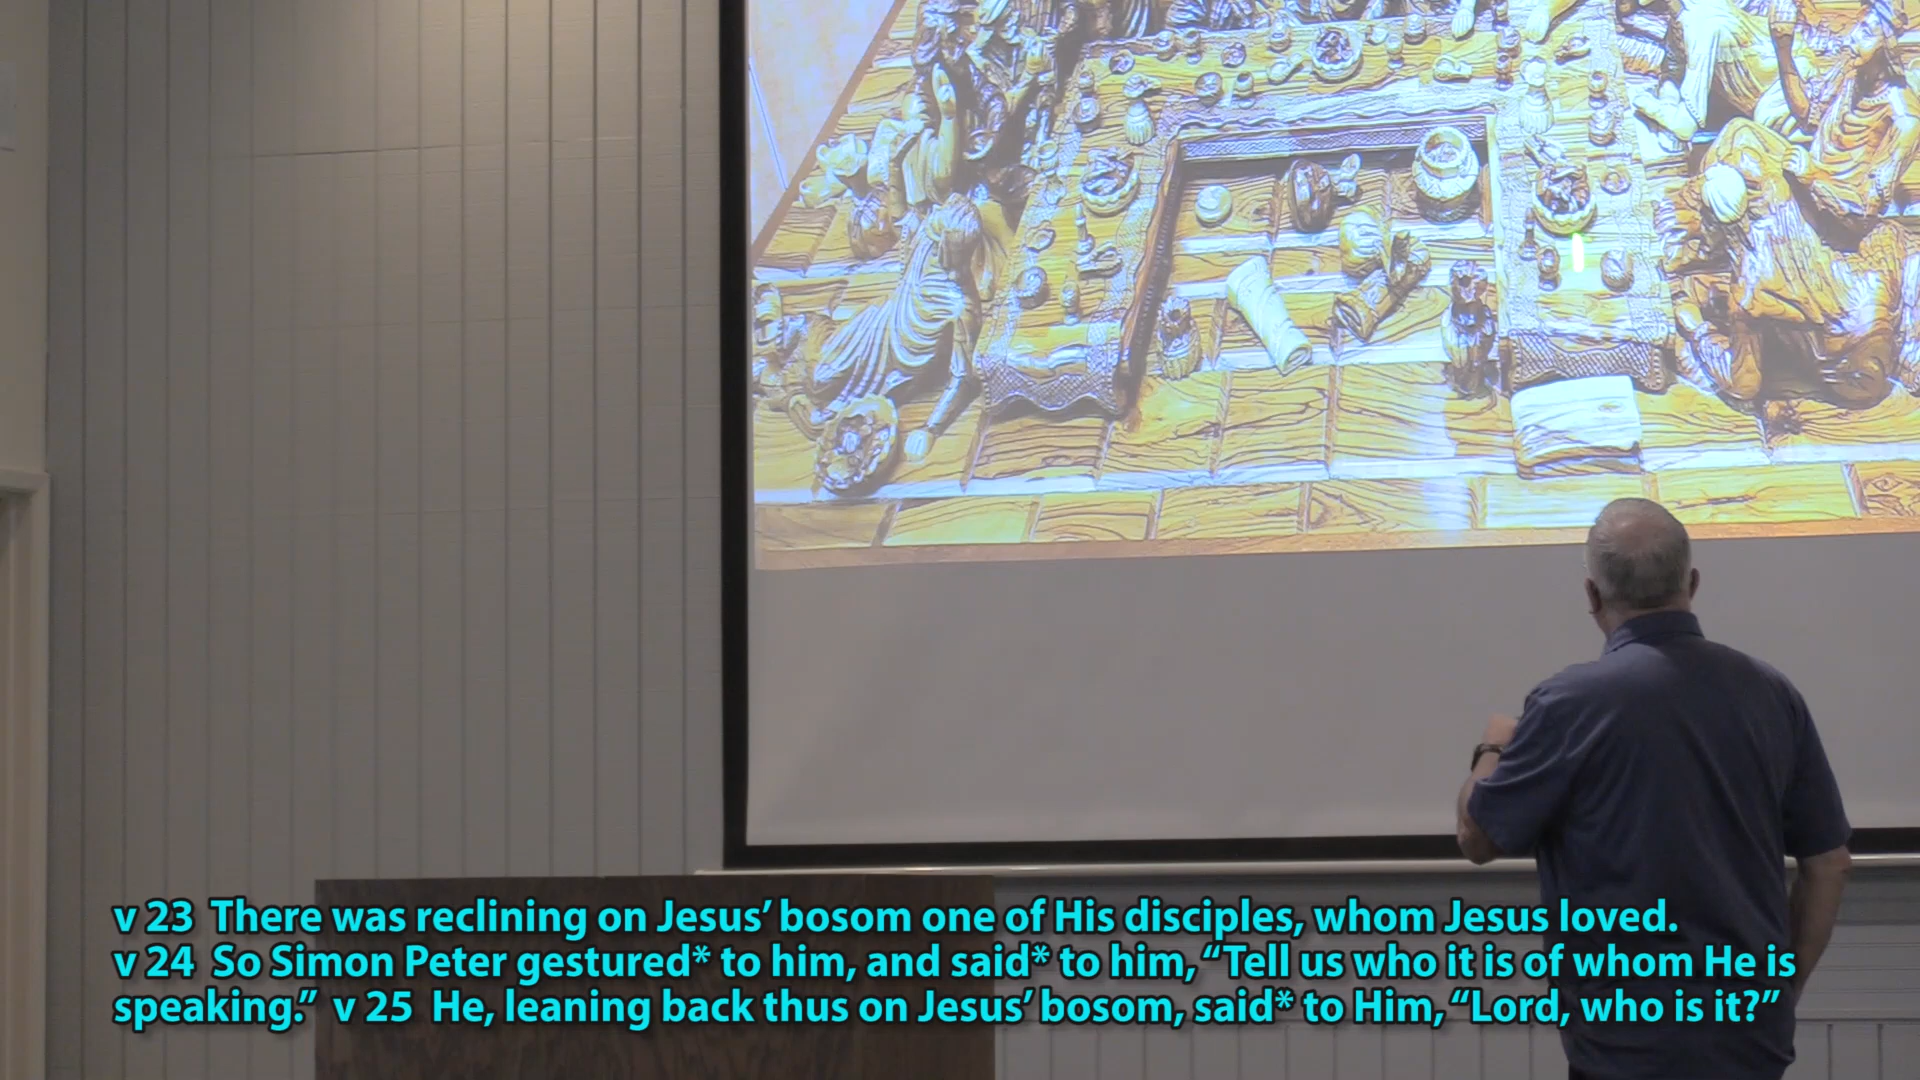 v 23  There was reclining on Jesus’ bosom one of His disciples, whom Jesus loved.
v 24  So Simon Peter gestured* to him, and said* to him, “Tell us who it is of whom He is
speaking.”  v 25  He, leaning back thus on Jesus’ bosom, said* to Him, “Lord, who is it?”